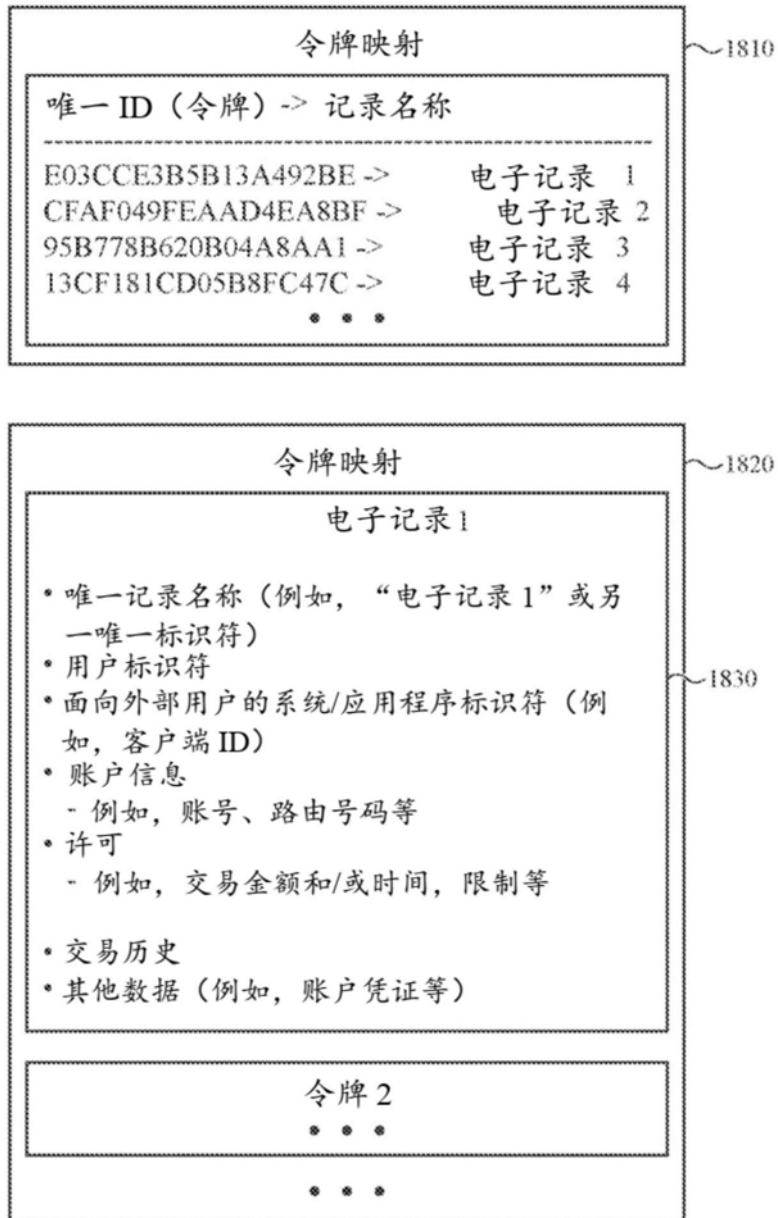 令牌映射
1810
唯一 ID（令牌）-> 记录名称
E03CCE3B5B13A492BE -> 电子记录 1
CFAF049FEAAD4EA8BF -> 电子记录 2
95B778B620B04A8AA1 -> 电子记录 3
13CF181CD05B8FC47C -> 电子记录 4
• • •
令牌映射
1820
电子记录1
• 唯一记录名称（例如，“电子记录 1”或另
一唯一标识符）
• 用户标识符
1830
• 面向外部用户的系统/应用程序标识符（例
如，客户端 ID）
• 账户信息
- 例如，账号、路由号码等
• 许可
- 例如，交易金额和/或时间，限制等
• 交易历史
• 其他数据（例如，账户凭证等）
令牌 2
• • •
• • •